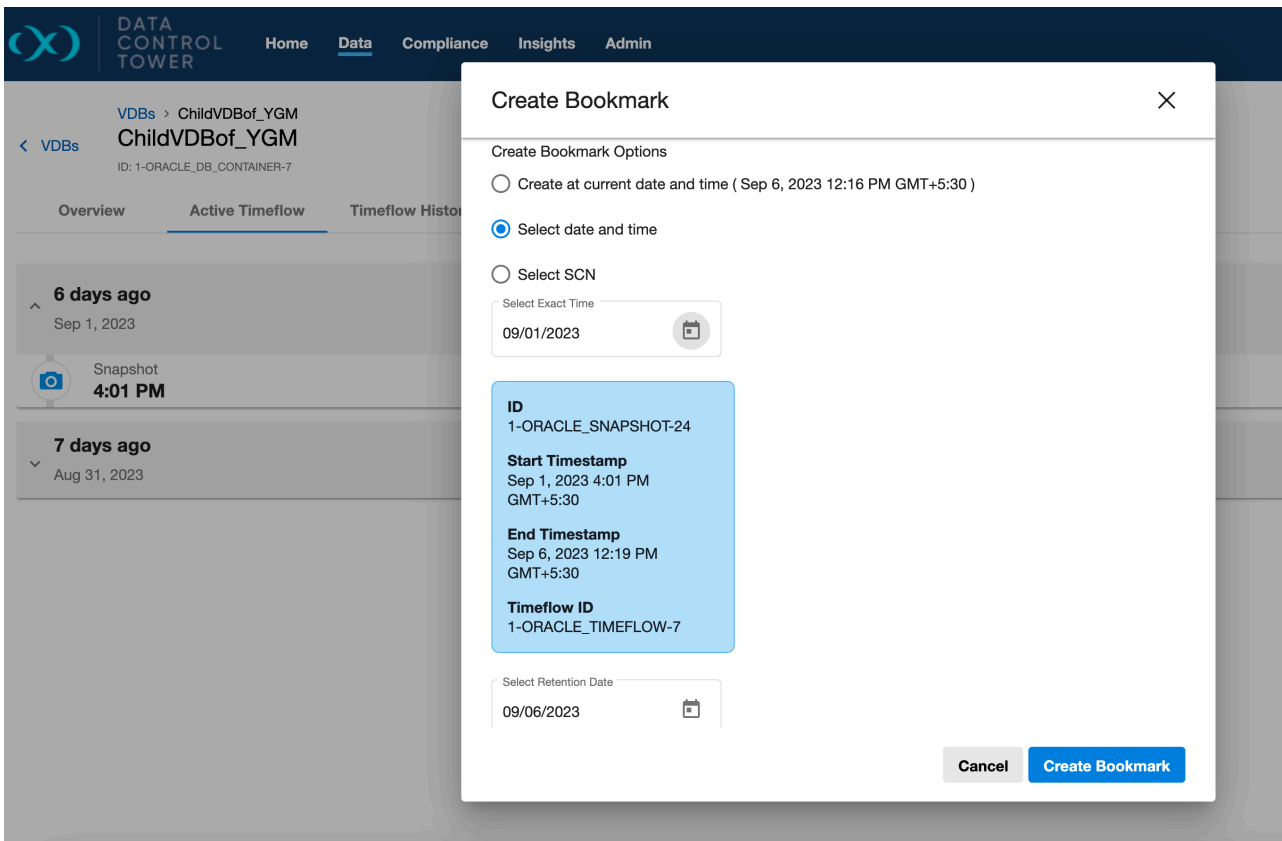 DATA
CONTROL
TOWER
Home Data Compliance Insights Admin
VDBs
VDBs > ChildVDBof_YGM
ChildVDBof_YGM
ID: 1-ORACLE_DB_CONTAINER-7
Overview Active Timeflow Timeflow Histor
6 days ago
Sep 1, 2023
Snapshot
4:01 PM
7 days ago
Aug 31, 2023
Create Bookmark
Create Bookmark Options
Create at current date and time ( Sep 6, 2023 12:16 PM GMT+5:30 )
Select date and time
Select SCN
Select Exact Time
09/01/2023
ID
1-ORACLE_SNAPSHOT-24
Start Timestamp
Sep 1, 2023 4:01 PM
GMT+5:30
End Timestamp
Sep 6, 2023 12:19 PM
GMT+5:30
Timeflow ID
1-ORACLE_TIMEFLOW-7
Select Retention Date
09/06/2023
Cancel Create Bookmark